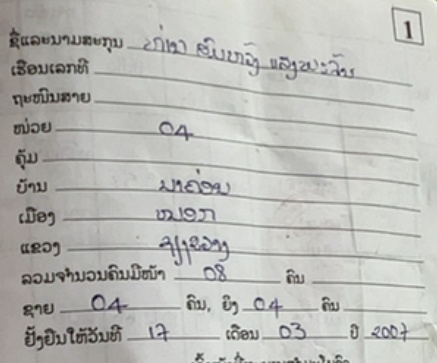 1
ຊື່ແລະນາມສະກຸນ ທ່ານ ສົມຫວັງ ແສງພະຈັນ
ເຮືອນເລກທີ
ຖະໜົນສາຍ
ໜ່ວຍ 04
ຄຸ້ມ
ບ້ານ ນາຄ່ອນ
ເມືອງ ໝອກ
ແຂວງ ຊຽງຂວາງ
ລວມຈຳນວນຄົນມີໜ້າ 08 ຄົນ
ຊາຍ 04 ຄົນ, ຍິງ 04 ຄົນ
ຢັ້ງຢືນໃຫ້ວັນທີ 17 ເດືອນ 03 ປີ 2007